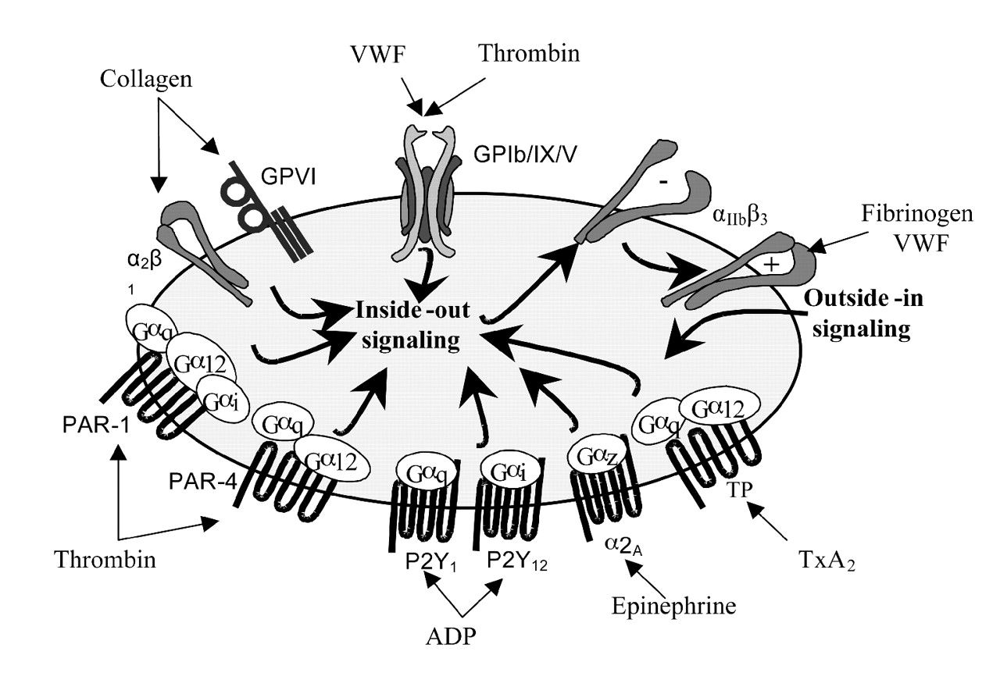 VWF
Thrombin
Collagen
GPVI
GPIb/IX/V
-
αIIbβ3
Fibrinogen
VWF
α2β
1
+
Inside-out
signaling
Outside-in
signaling
Gαq
Gα12
Gαi
PAR-1
Gαq
Gα12
PAR-4
Gαq
Gαi
Gαz
Gαq
Gα12
TP
P2Y1
P2Y12
α2A
Thrombin
TxA2
Epinephrine
ADP